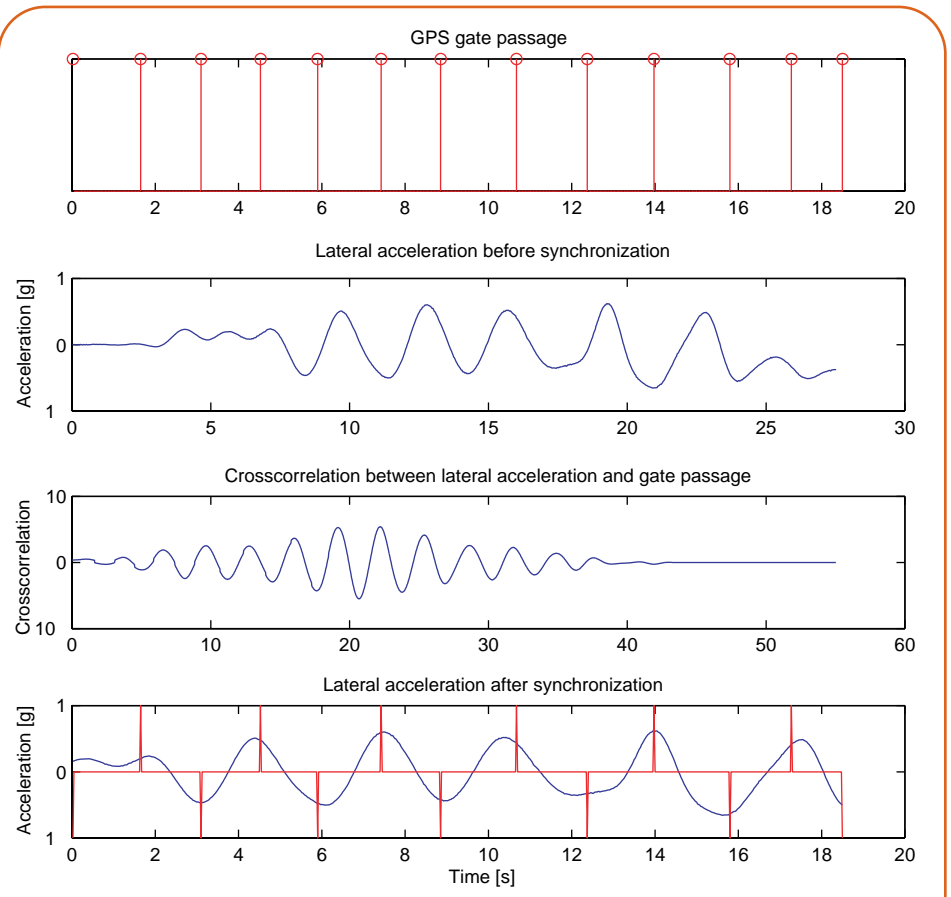 GPS gate passage
0 2 4 6 8 10 12 14 16 18 20
Lateral acceleration before synchronization
Acceleration [g]
1
0
1
0 5 10 15 20 25 30
Crosscorrelation between lateral acceleration and gate passage
Crosscorrelation
10
0
10
0 10 20 30 40 50 60
Lateral acceleration after synchronization
Acceleration [g]
1
0
1
0 2 4 6 8 10 12 14 16 18 20
Time [s]